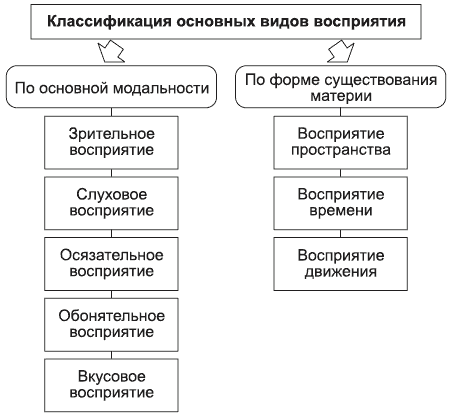 Классификация основных видов восприятия
По основной модальности
Зрительное
восприятие
Слуховое
восприятие
Осязательное
восприятие
Обонятельное
восприятие
Вкусовое
восприятие
По форме существования
материи
Восприятие
пространства
Восприятие
времени
Восприятие
движения